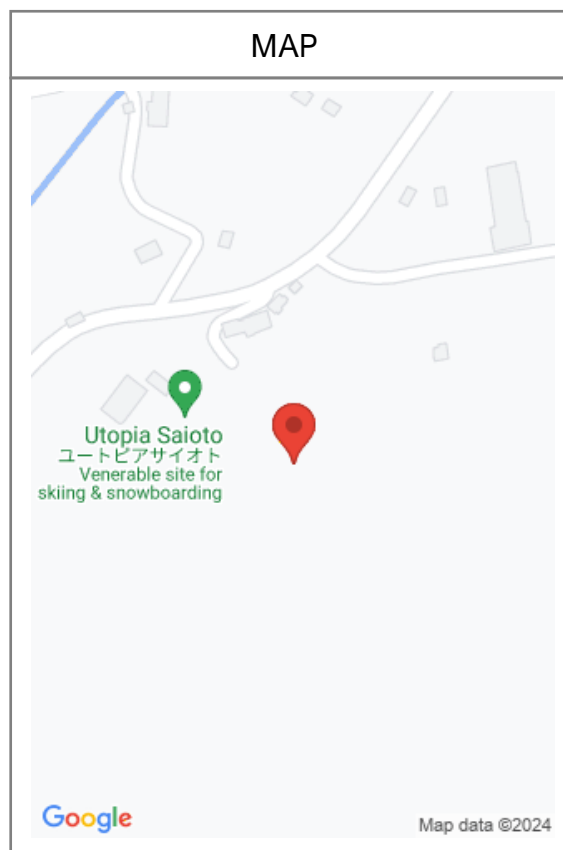 MAP
Utopia Saioto
ユートピアサイオト
Venerable site for
skiing & snowboarding
Google
Map data ©2024